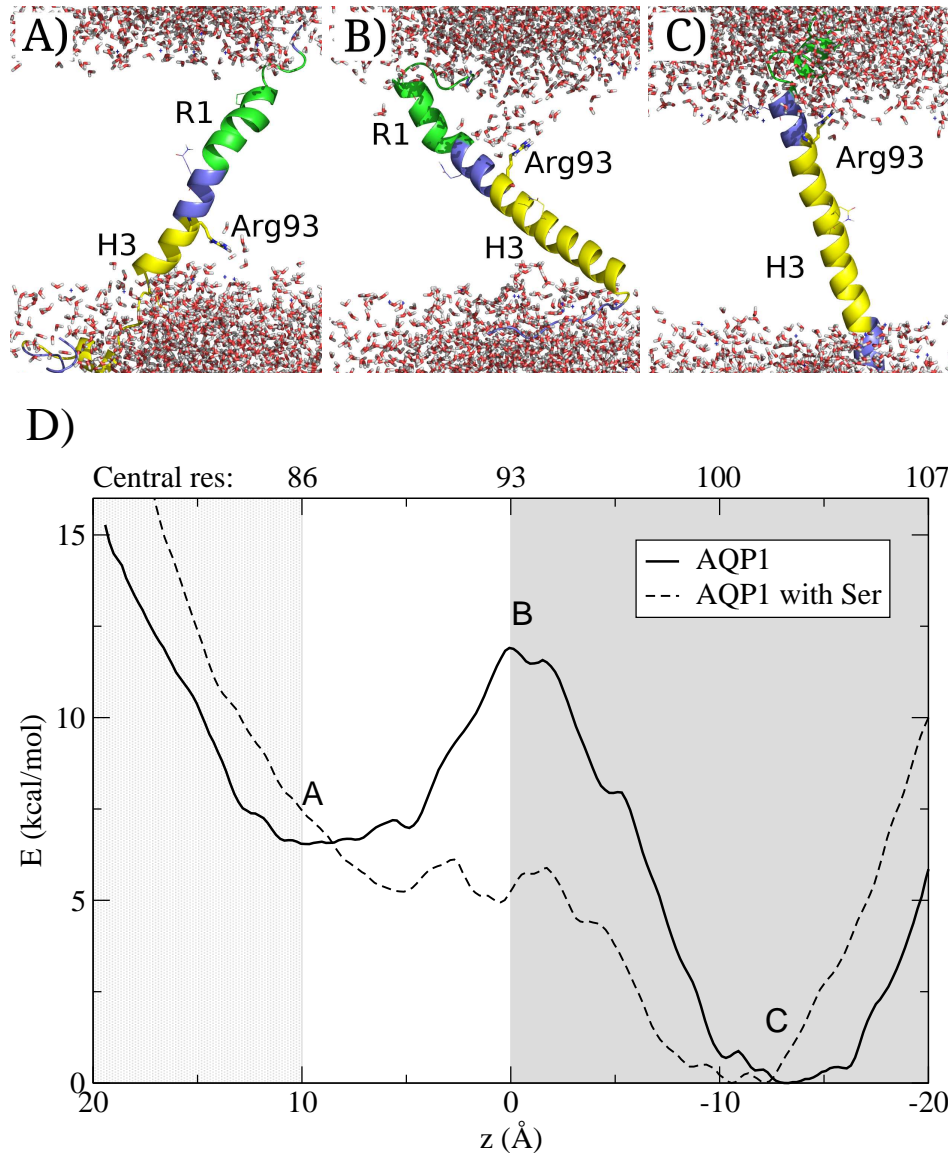 A)
B)
C)
R1
Arg93
H3
R1
Arg93
H3
Arg93
H3
D)
Central res: 86 93 100 107
15
10
5
0
E (kcal/mol)
AQP1
AQP1 with Ser
A
B
C
20 10 0 -10 -20
z (Å)